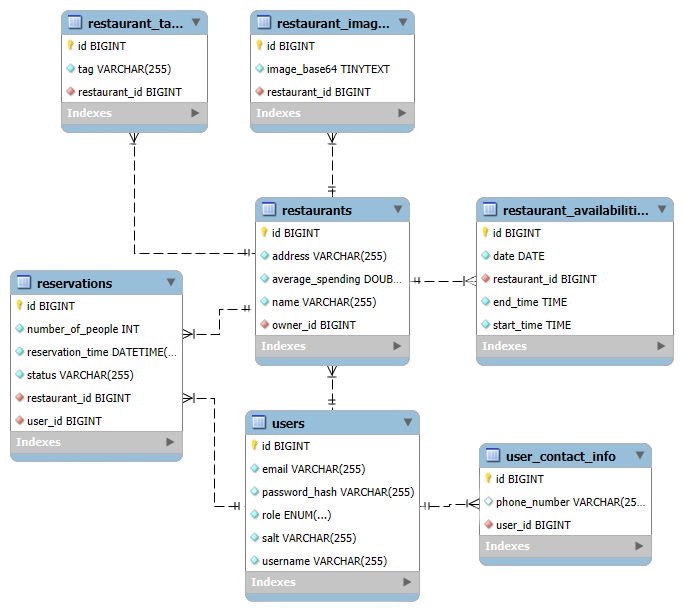 restaurant_ta...
id BIGINT
tag VARCHAR(255)
restaurant_id BIGINT
Indexes
restaurant_imag...
id BIGINT
image_base64 TINYTEXT
restaurant_id BIGINT
Indexes
restaurants
id BIGINT
address VARCHAR(255)
average_spending DOUB...
name VARCHAR(255)
owner_id BIGINT
Indexes
restaurant_availabiliti...
id BIGINT
date DATE
restaurant_id BIGINT
end_time TIME
start_time TIME
Indexes
reservations
id BIGINT
number_of_people INT
reservation_time DATETIME(...
status VARCHAR(255)
restaurant_id BIGINT
user_id BIGINT
Indexes
users
id BIGINT
email VARCHAR(255)
password_hash VARCHAR(255)
role ENUM(...)
salt VARCHAR(255)
username VARCHAR(255)
Indexes
user_contact_info
id BIGINT
phone_number VARCHAR(25...
user_id BIGINT
Indexes